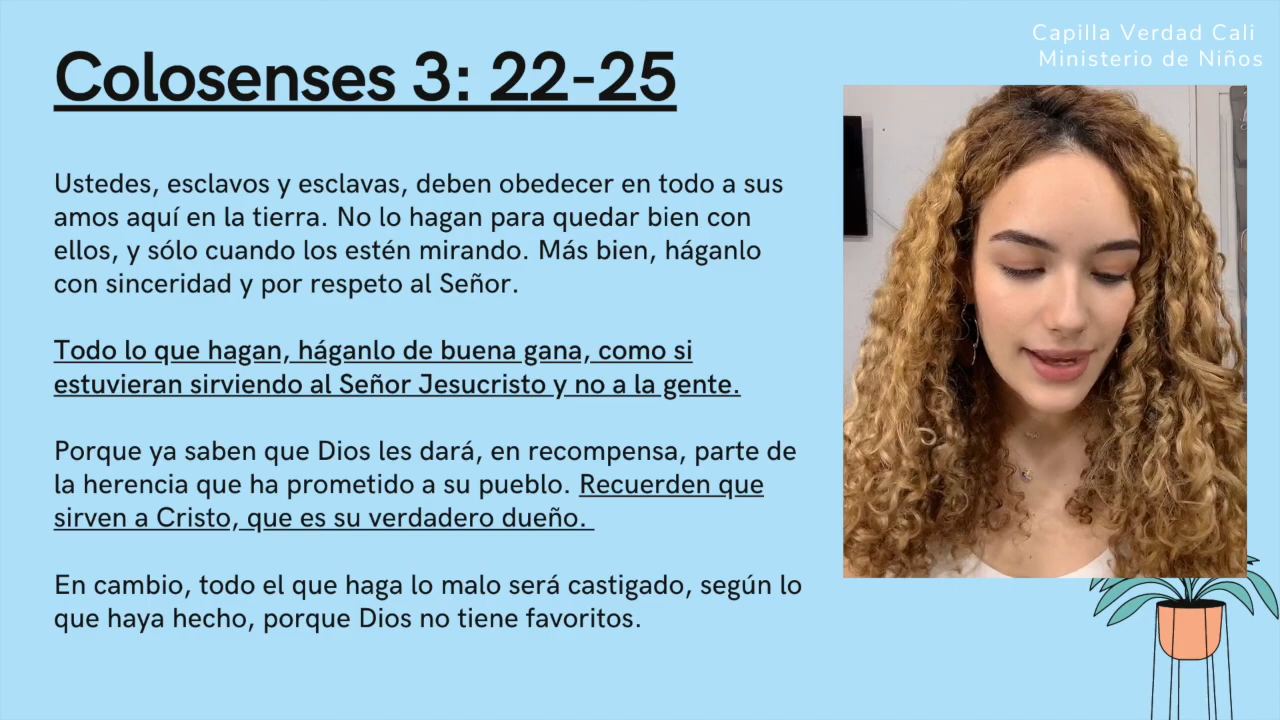 Capilla Verdad Cali
Ministerio de Niños
Colosenses 3: 22-25
Ustedes, esclavos y esclavas, deben obedecer en todo a sus
amos aquí en la tierra. No lo hagan para quedar bien con
ellos, y sólo cuando los estén mirando. Más bien, háganlo
con sinceridad y por respeto al Señor.
Todo lo que hagan, háganlo de buena gana, como si
estuvieran sirviendo al Señor Jesucristo y no a la gente.
Porque ya saben que Dios les dará, en recompensa, parte de
la herencia que ha prometido a su pueblo. Recuerden que
sirven a Cristo, que es su verdadero dueño.
En cambio, todo el que haga lo malo será castigado, según lo
que haya hecho, porque Dios no tiene favoritos.